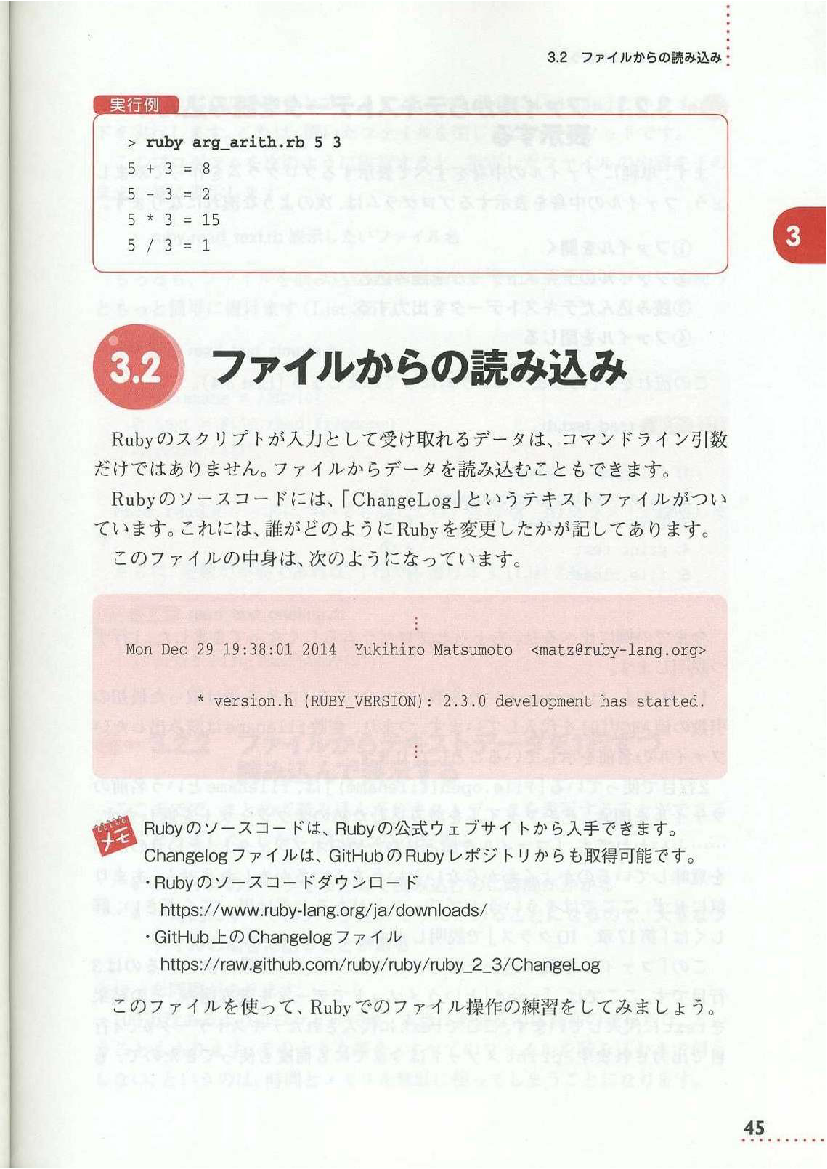 3.2 ファイルからの読み込み
実行例
> ruby arg_arith.rb 5 3
5 + 3 = 8
5 - 3 = 2
5 * 3 = 15
5 / 3 = 1
3
3.2 ファイルからの読み込み
Rubyのスクリプトが入力として受け取れるデータは、コマンドライン引数
だけではありません。ファイルからデータを読み込むこともできます。
Rubyのソースコードには、「ChangeLog」というテキストファイルがつい
ています。これには、誰がどのようにRubyを変更したかが記してあります。
このファイルの中身は、次のようになっています。
⋮
Mon Dec 29 19:38:01 2014 Yukihiro Matsumoto <matz@ruby-lang.org>
* version.h (RUBY_VERSION): 2.3.0 development has started.
⋮
メモ
Rubyのソースコードは、Rubyの公式ウェブサイトから入手できます。
Changelogファイルは、GitHubのRubyレポジトリからも取得可能です。
・Rubyのソースコードダウンロード
https://www.ruby-lang.org/ja/downloads/
・GitHub上のChangelogファイル
https://raw.github.com/ruby/ruby/ruby_2_3/ChangeLog
このファイルを使って、Rubyでのファイル操作の練習をしてみましょう。
45